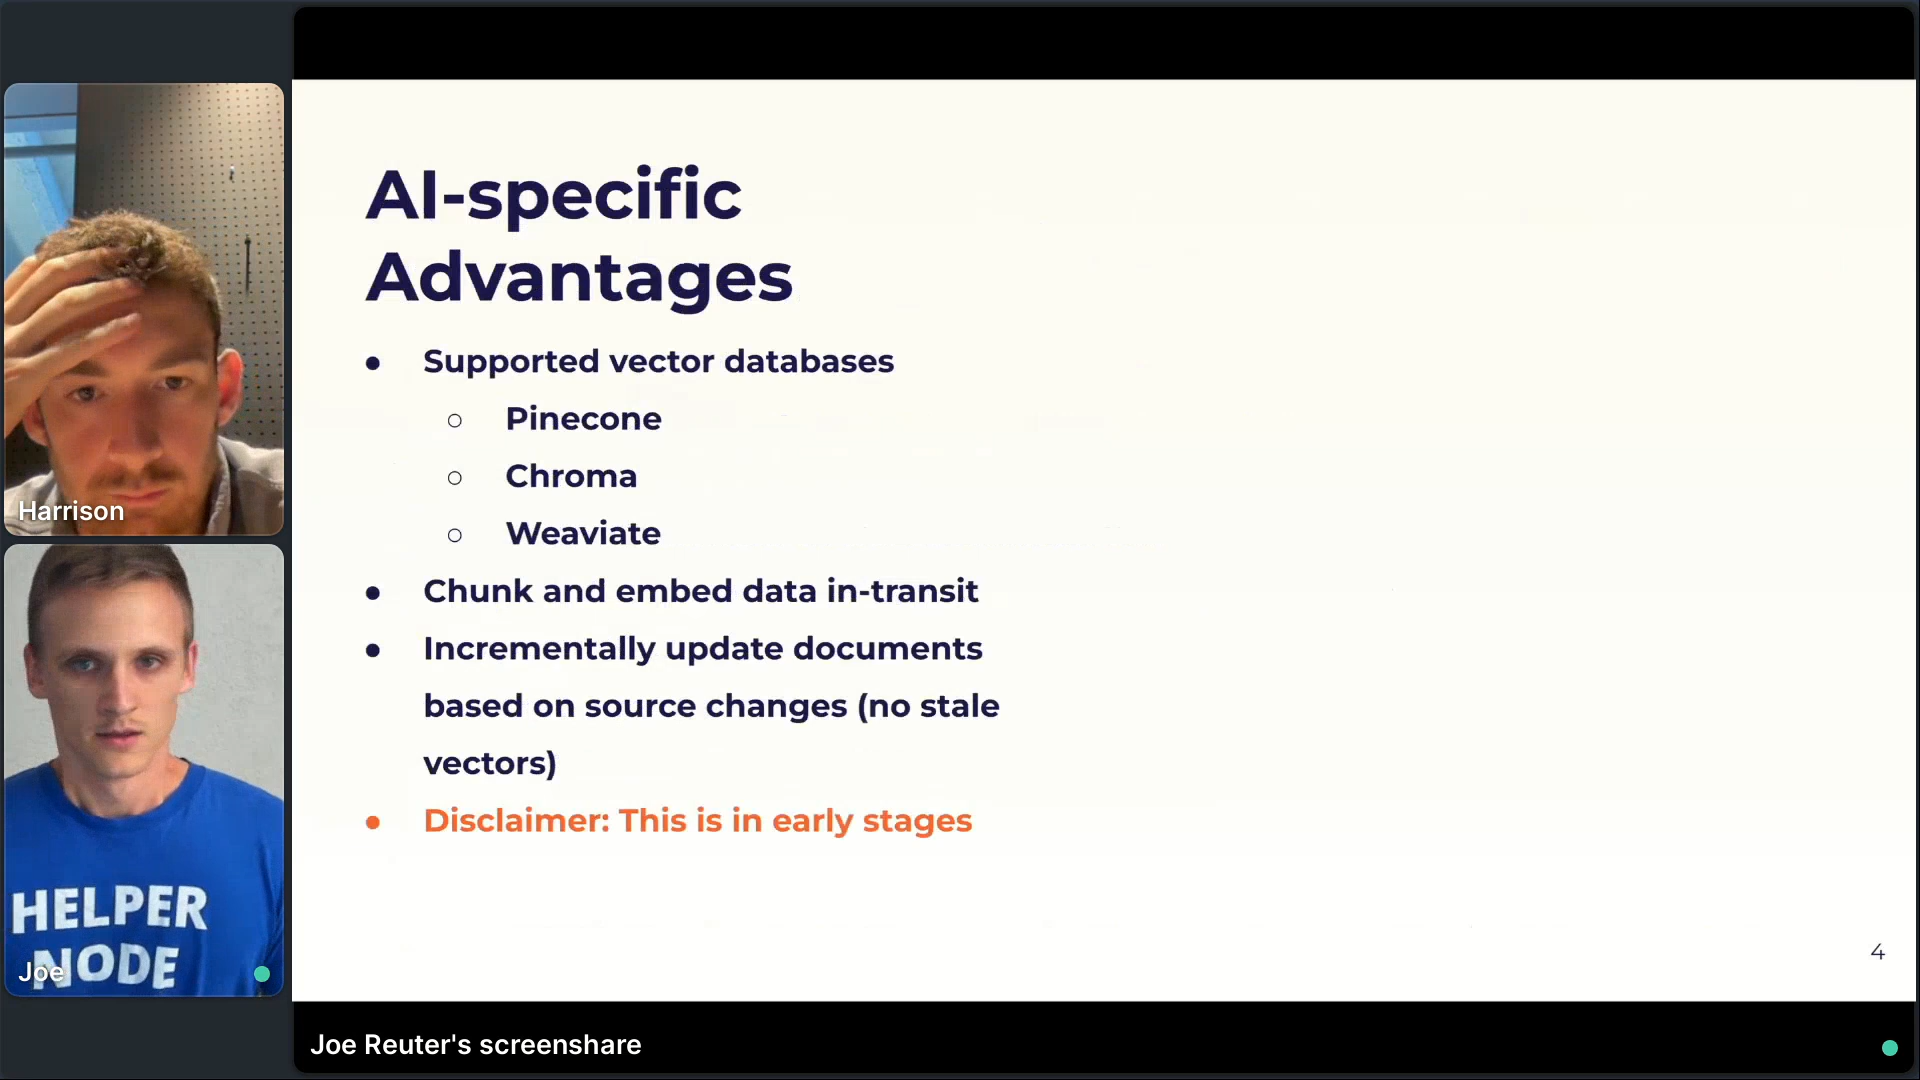 Harrison
HELPER
NODE
Joe
AI-specific
Advantages
● Supported vector databases
○ Pinecone
○ Chroma
○ Weaviate
● Chunk and embed data in-transit
● Incrementally update documents
based on source changes (no stale
vectors)
● Disclaimer: This is in early stages
4
Joe Reuter's screenshare